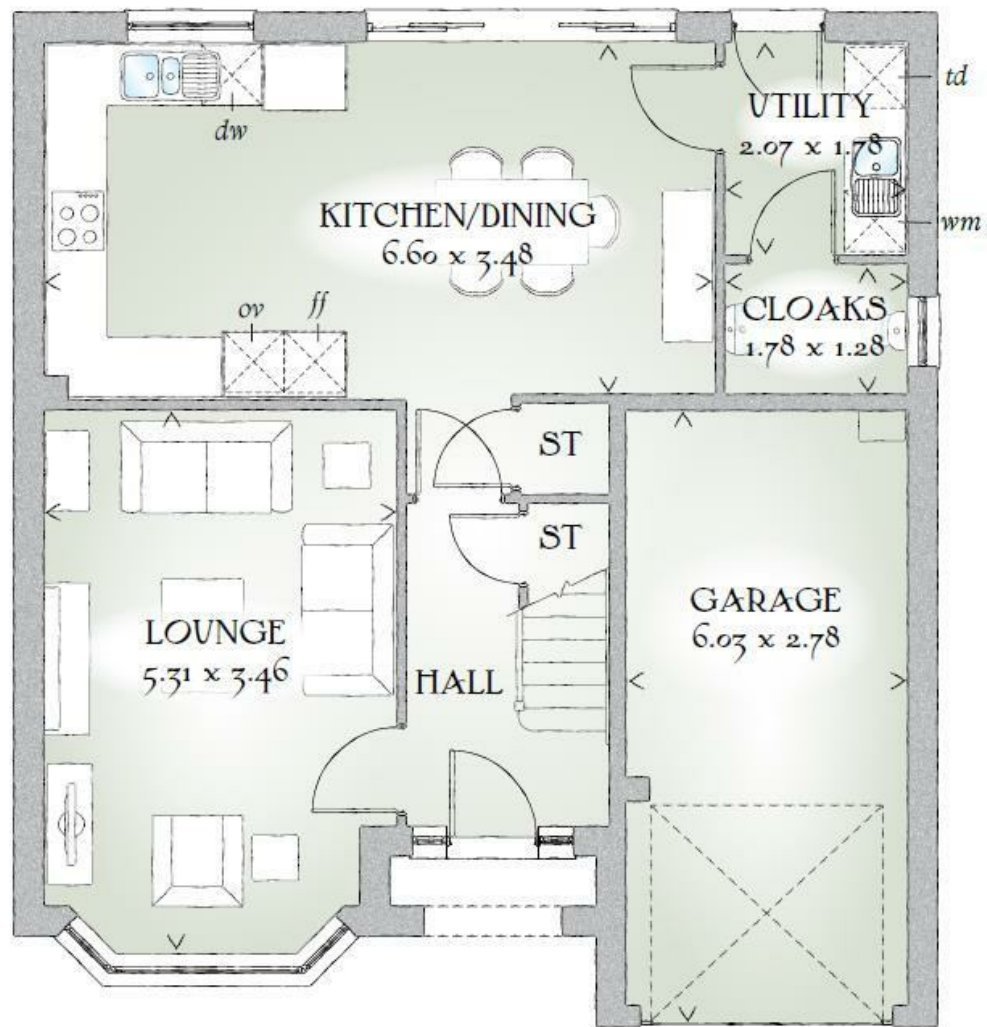 td
UTILITY
2.07 x 1.78
dw
wm
KITCHEN/DINING
6.60 x 3.48
ov
ff
CLOAKS
1.78 x 1.28
ST
ST
GARAGE
6.03 x 2.78
LOUNGE
5.31 x 3.46
HALL